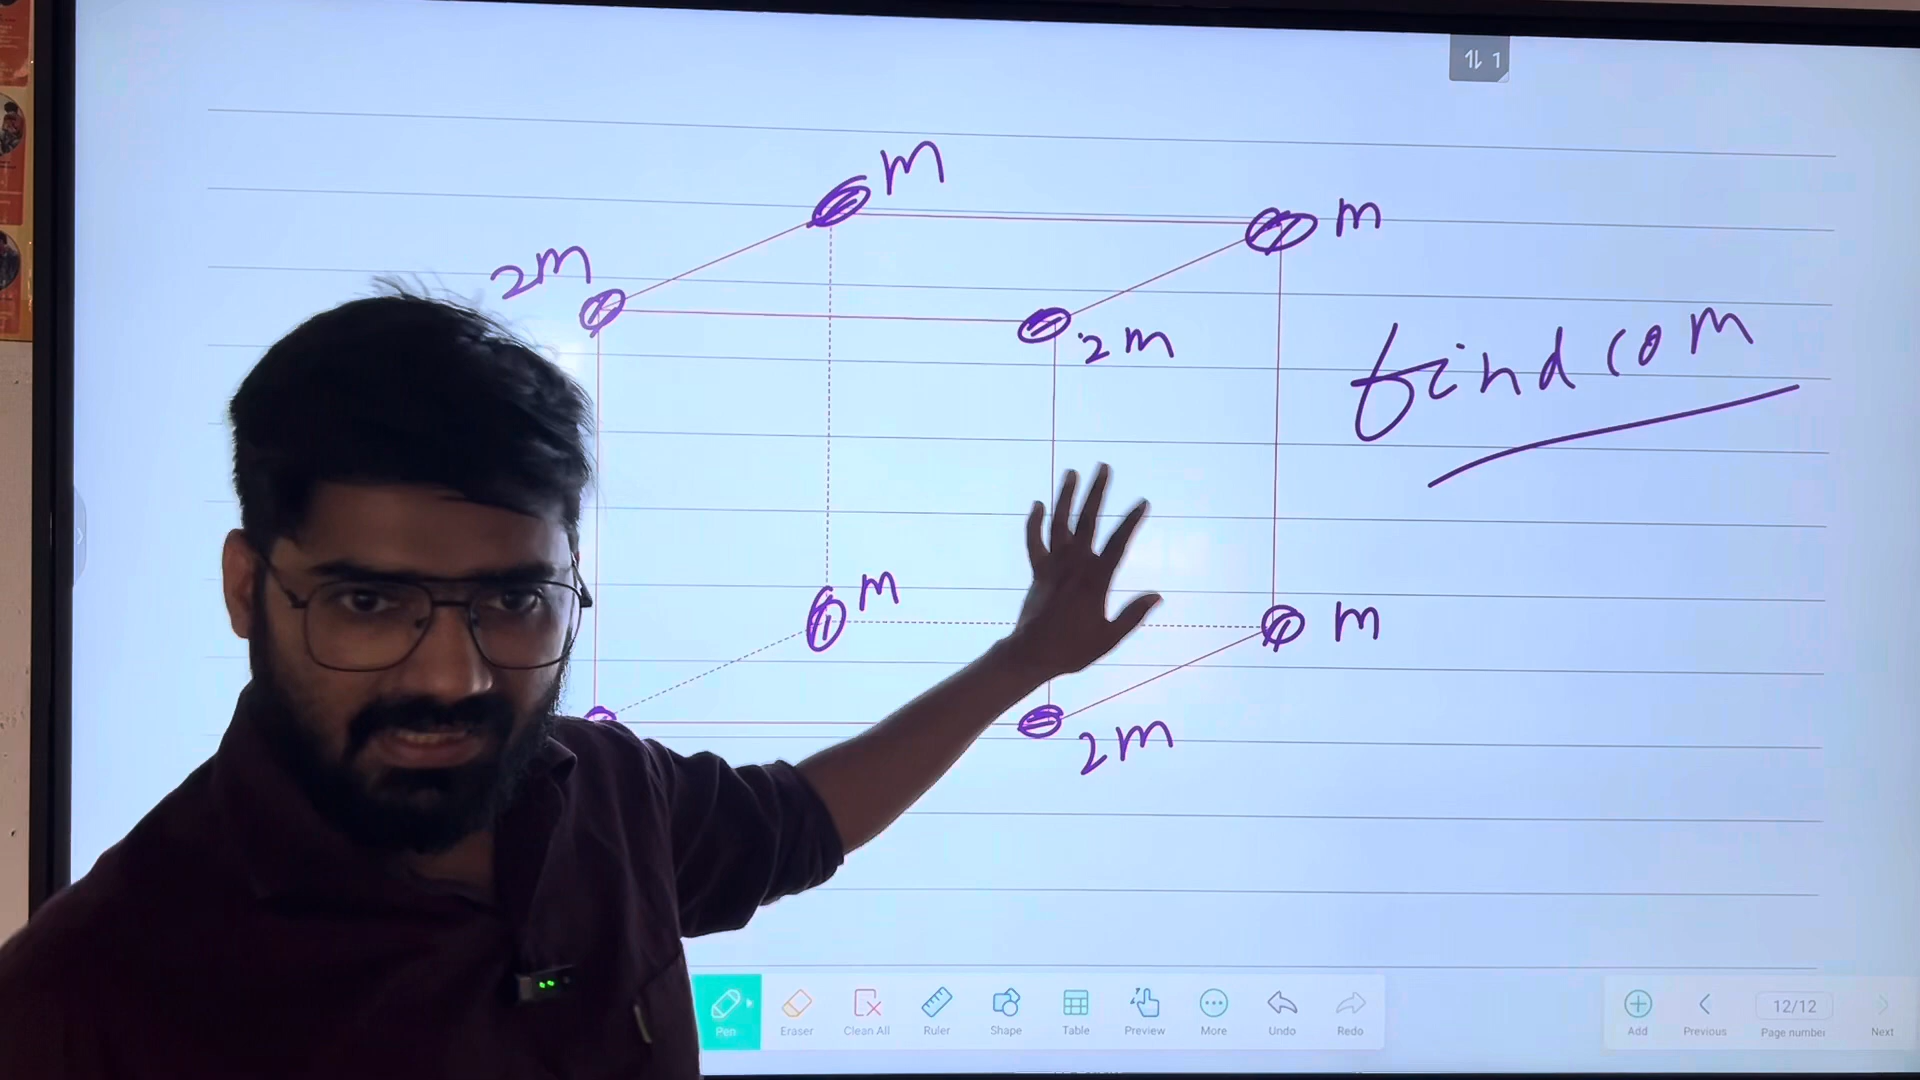 1
m
m
2m
2m
find com
m
m
2m
Pen
Eraser
Clean All
Ruler
Shape
Table
Preview
More
Undo
Redo
Add
Previous
12/12
Page number
Next